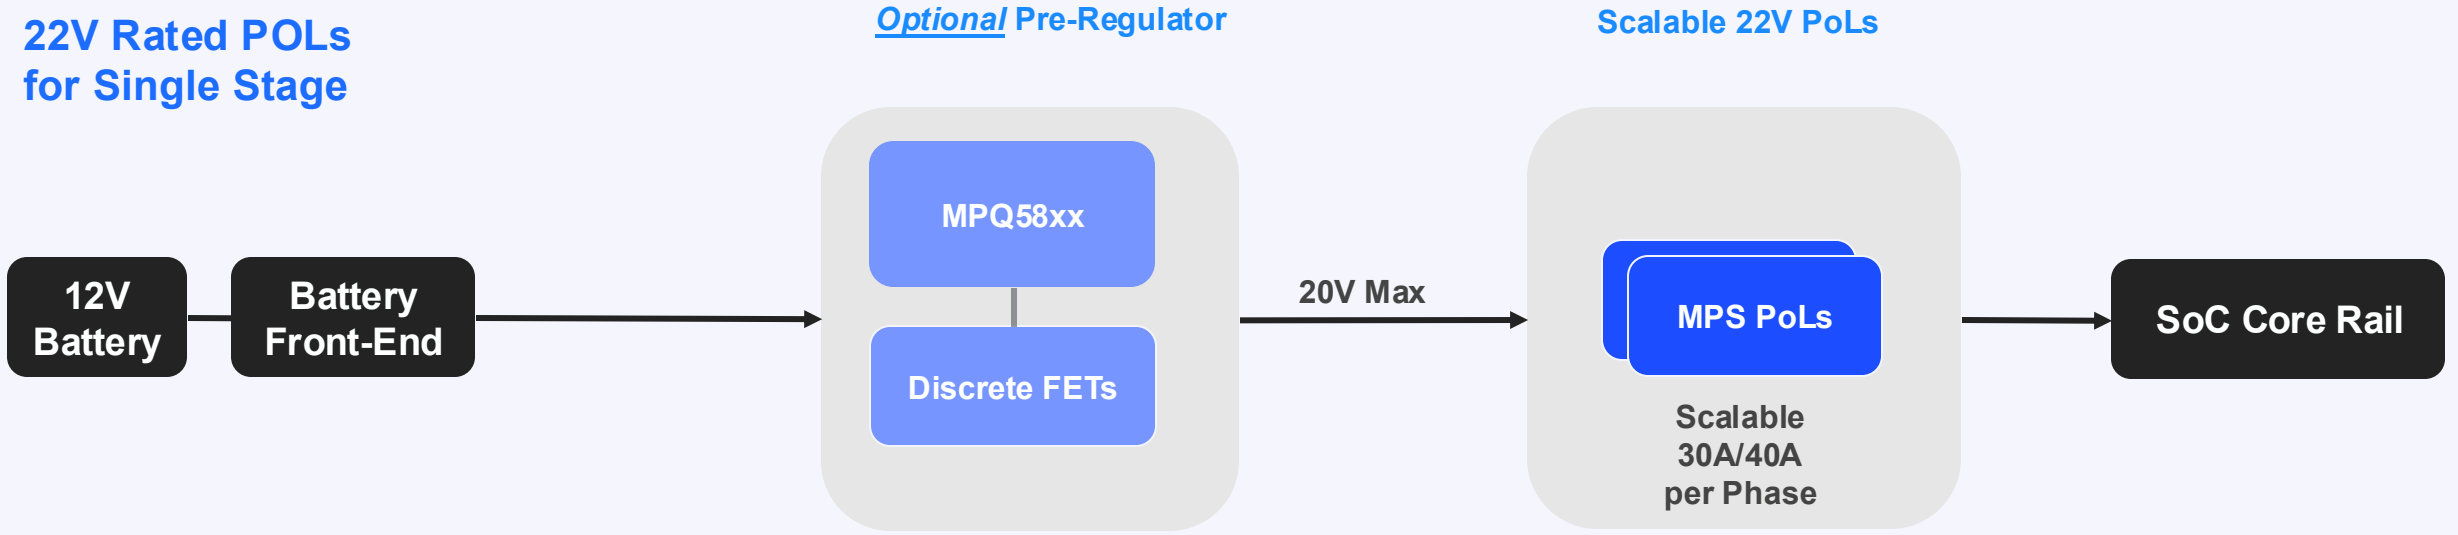 22V Rated POLs
for Single Stage
Optional Pre-Regulator
Scalable 22V PoLs
12V
Battery
Battery
Front-End
MPQ58xx
Discrete FETs
20V Max
MPS PoLs
Scalable
30A/40A
per Phase
SoC Core Rail